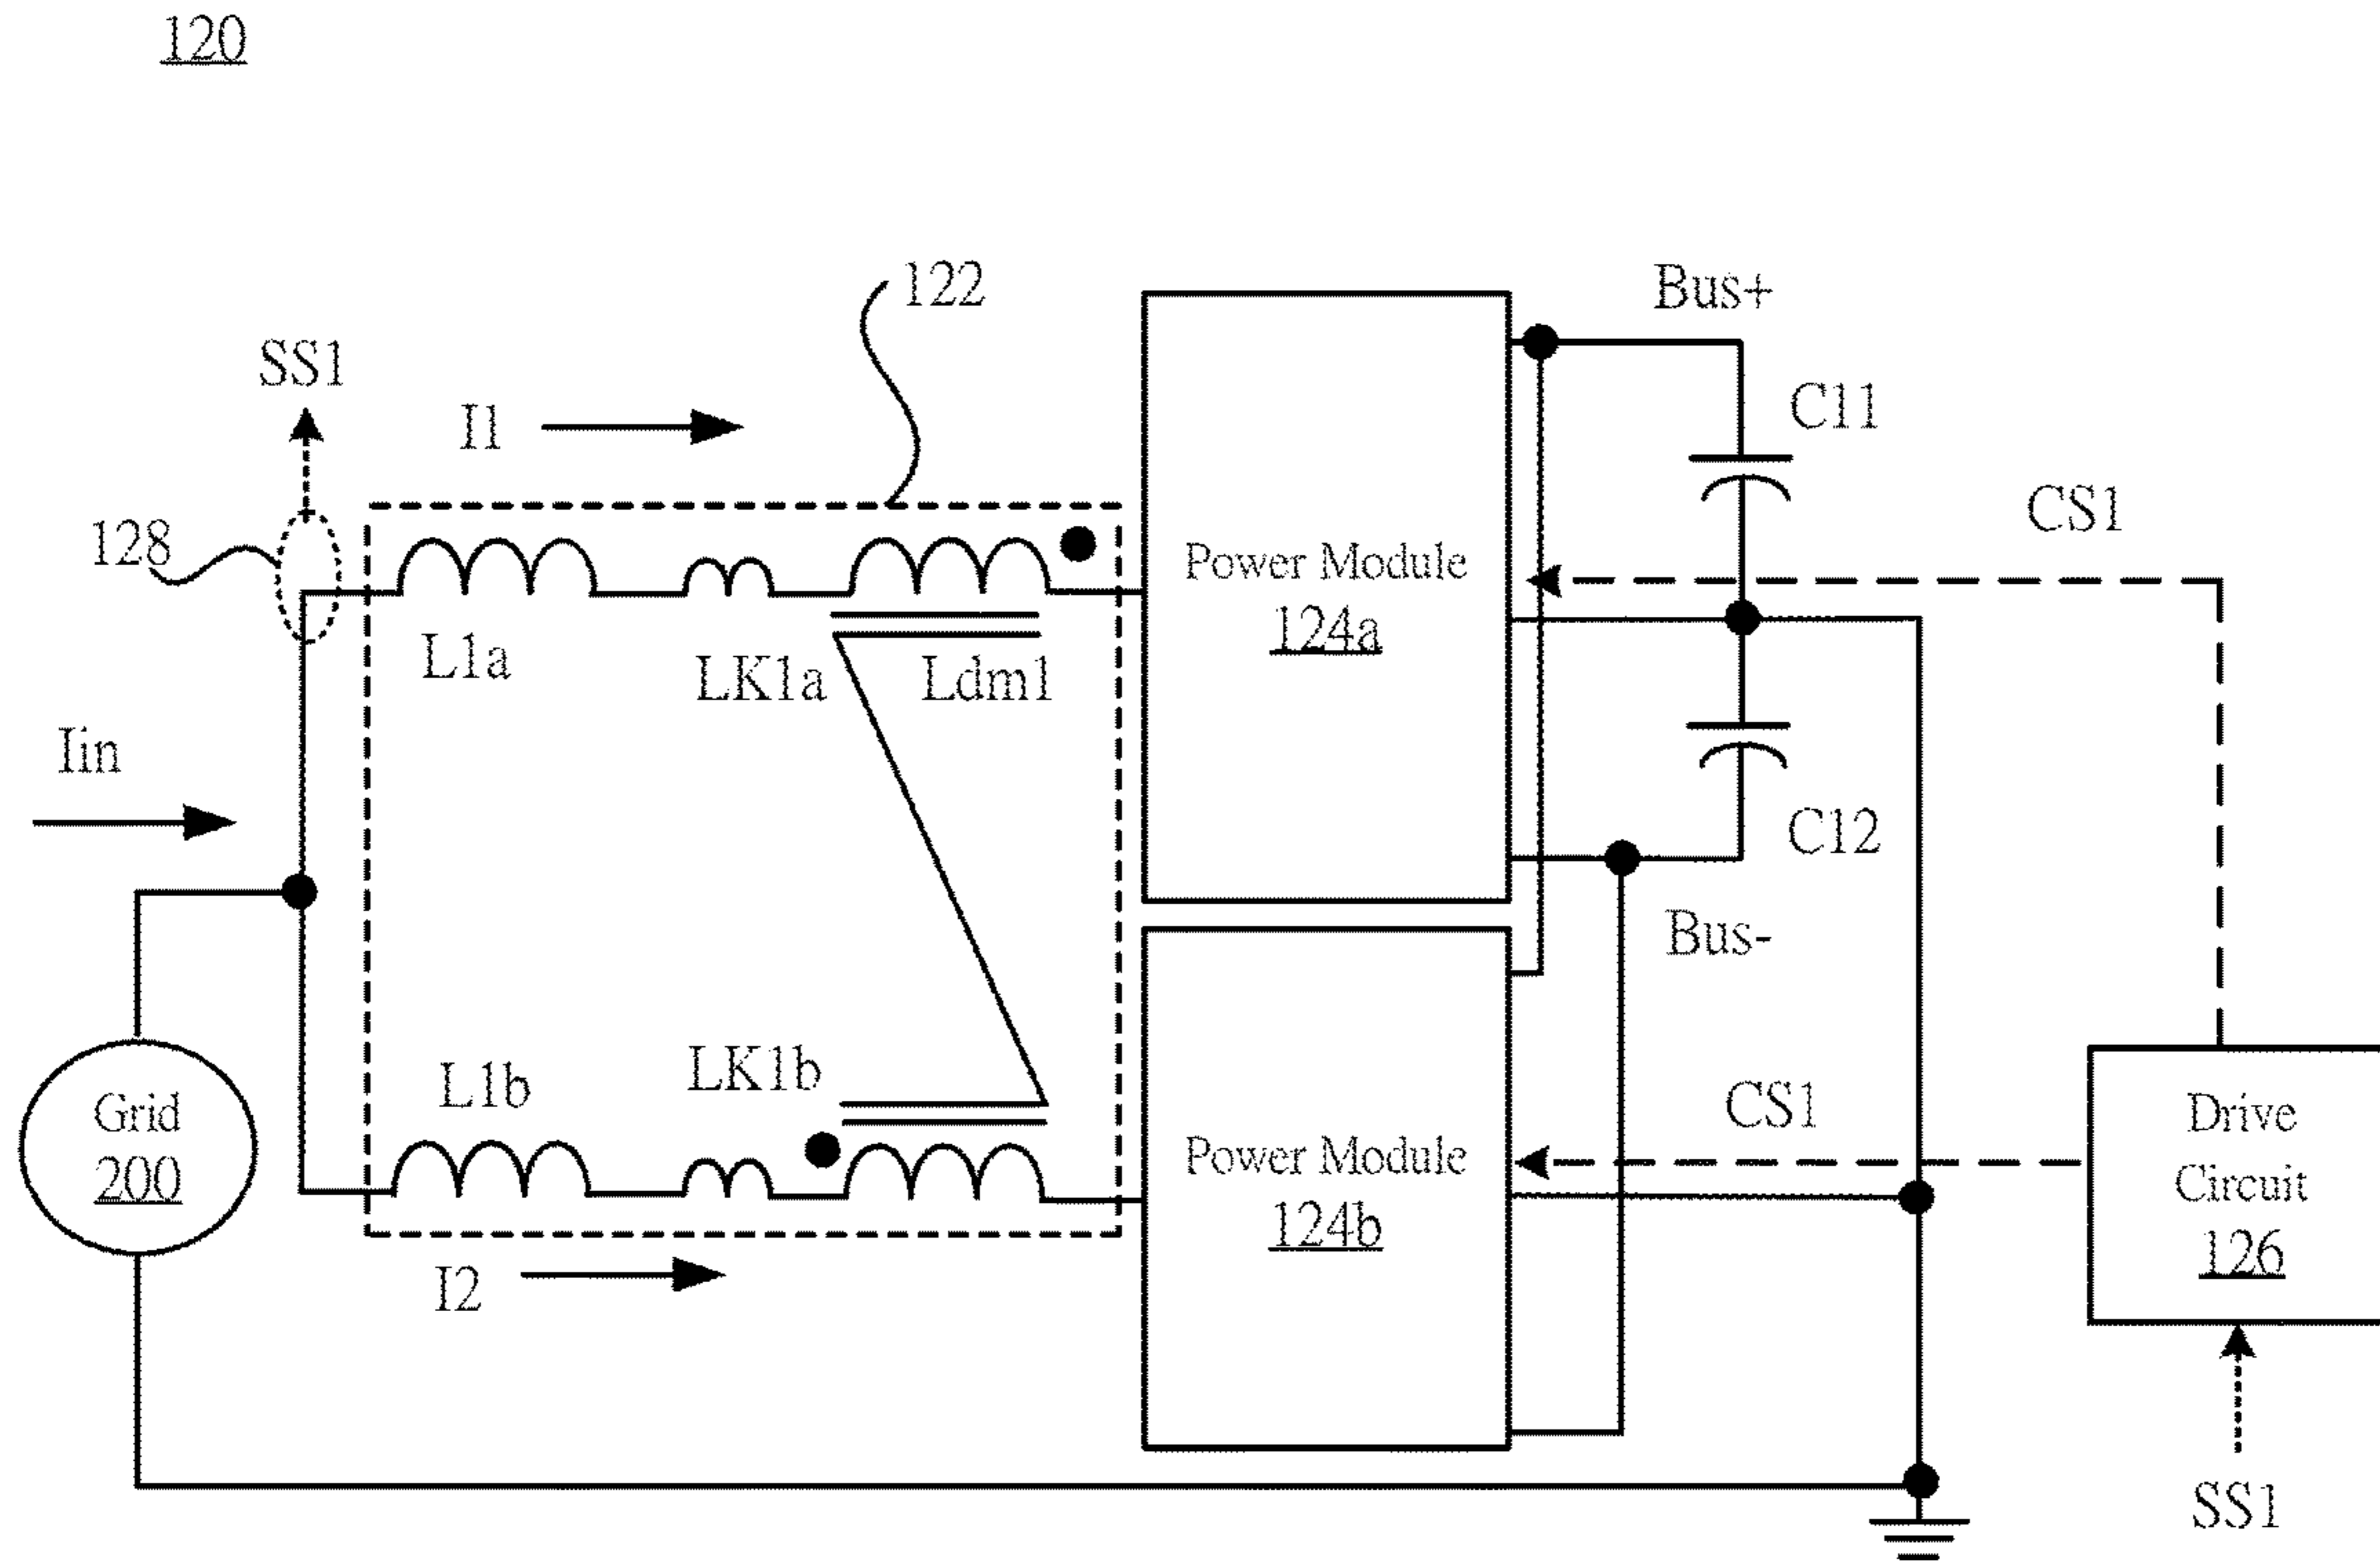 120
122
Bus+
SS1
I1
C11
CS1
128
Power Module
124a
L1a
LK1a
Ldm1
Iin
C12
Bus-
L1b
LK1b
CS1
Grid
200
Power Module
124b
Drive
Circuit
126
I2
SS1